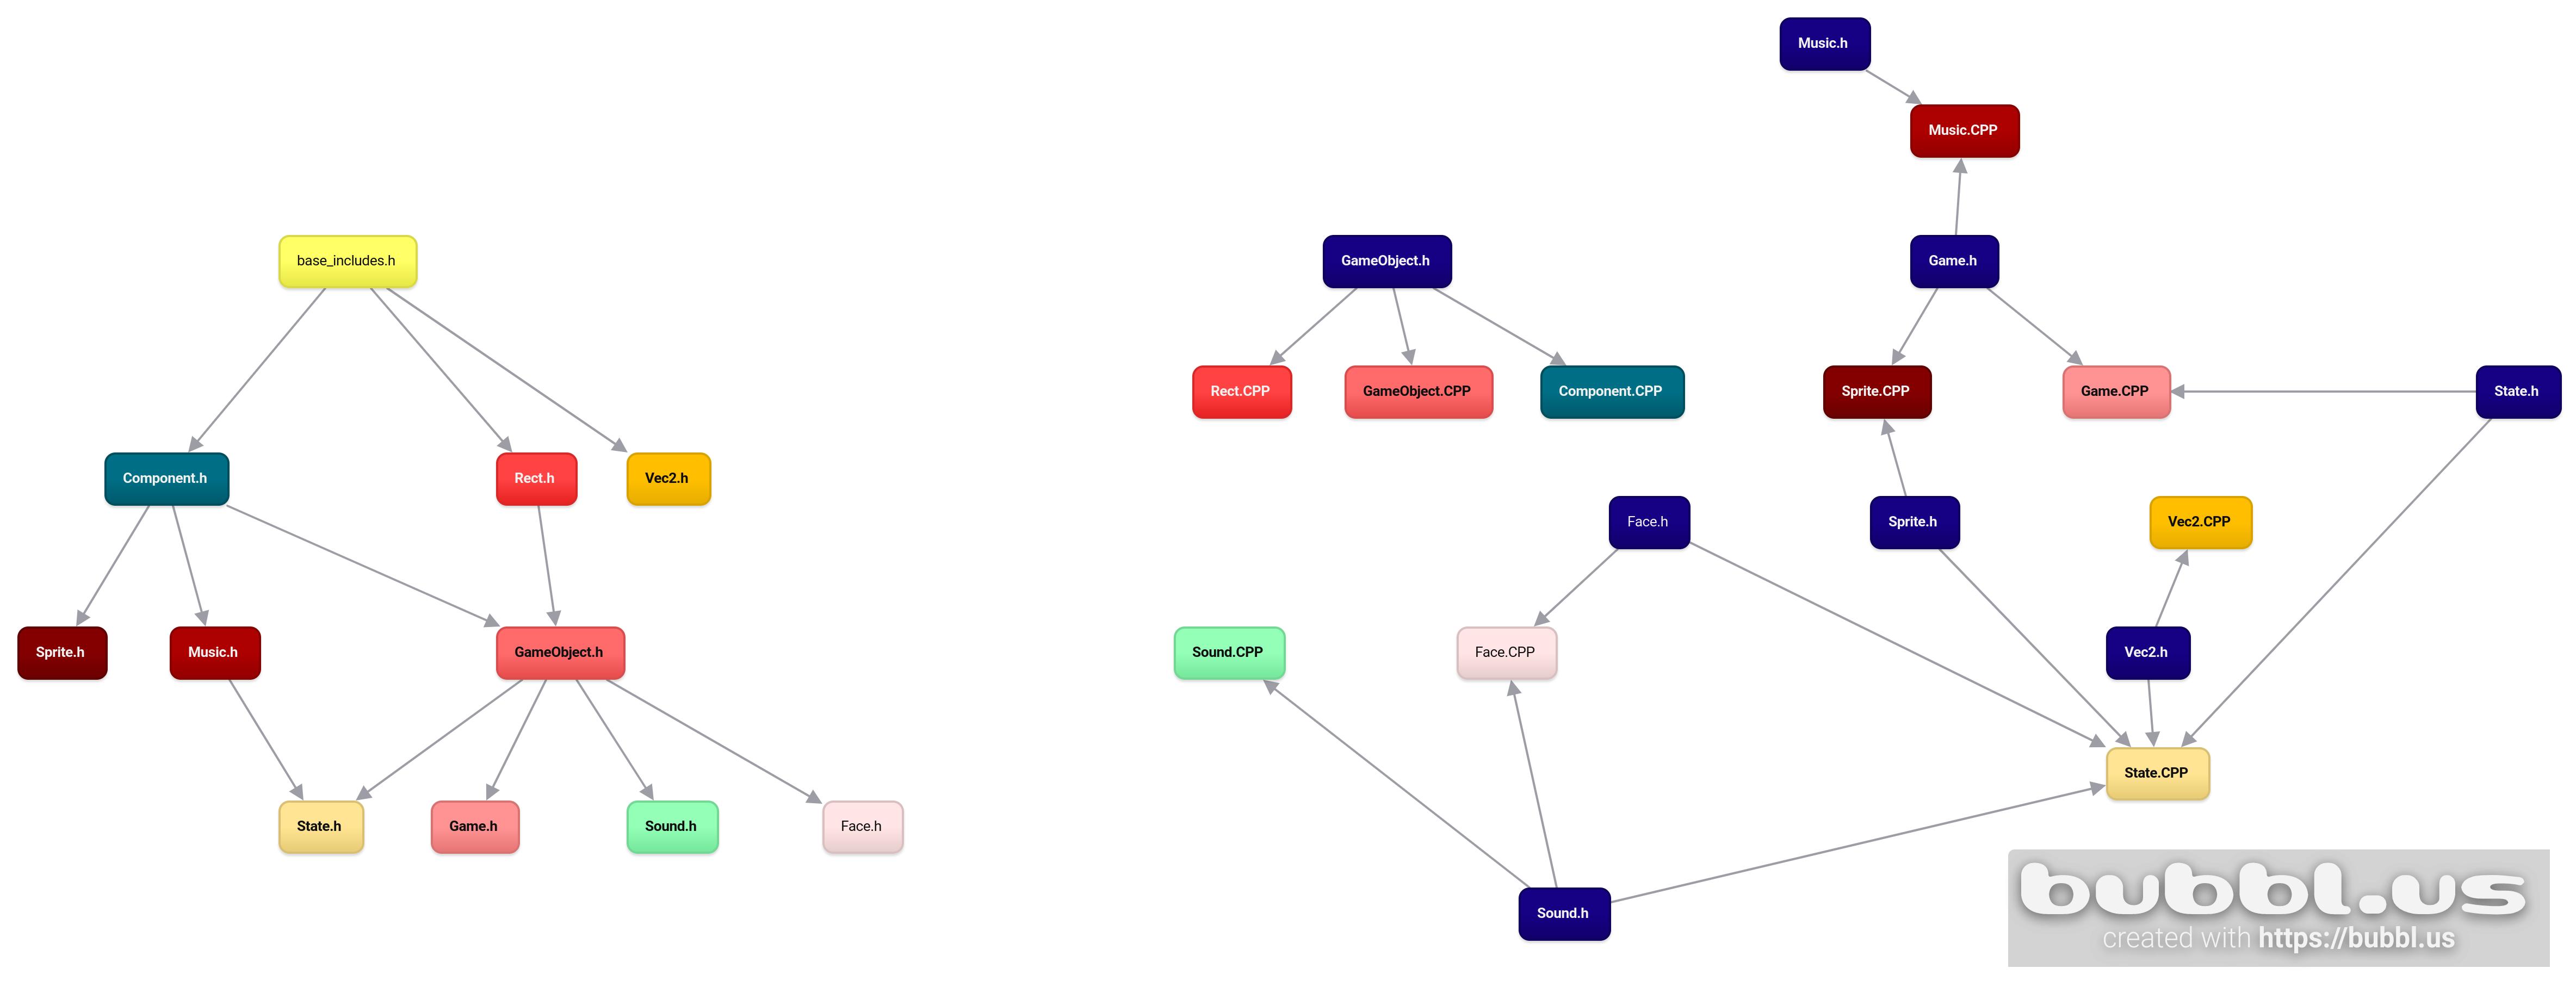 Music.h
Music.CPP
base_includes.h
GameObject.h
Game.h
Rect.CPP
GameObject.CPP
Component.CPP
Sprite.CPP
Game.CPP
State.h
Component.h
Rect.h
Vec2.h
Face.h
Sprite.h
Vec2.CPP
Sprite.h
Music.h
GameObject.h
Sound.CPP
Face.CPP
Vec2.h
State.CPP
State.h
Game.h
Sound.h
Face.h
Sound.h
bubbl.us
created with https://bubbl.us